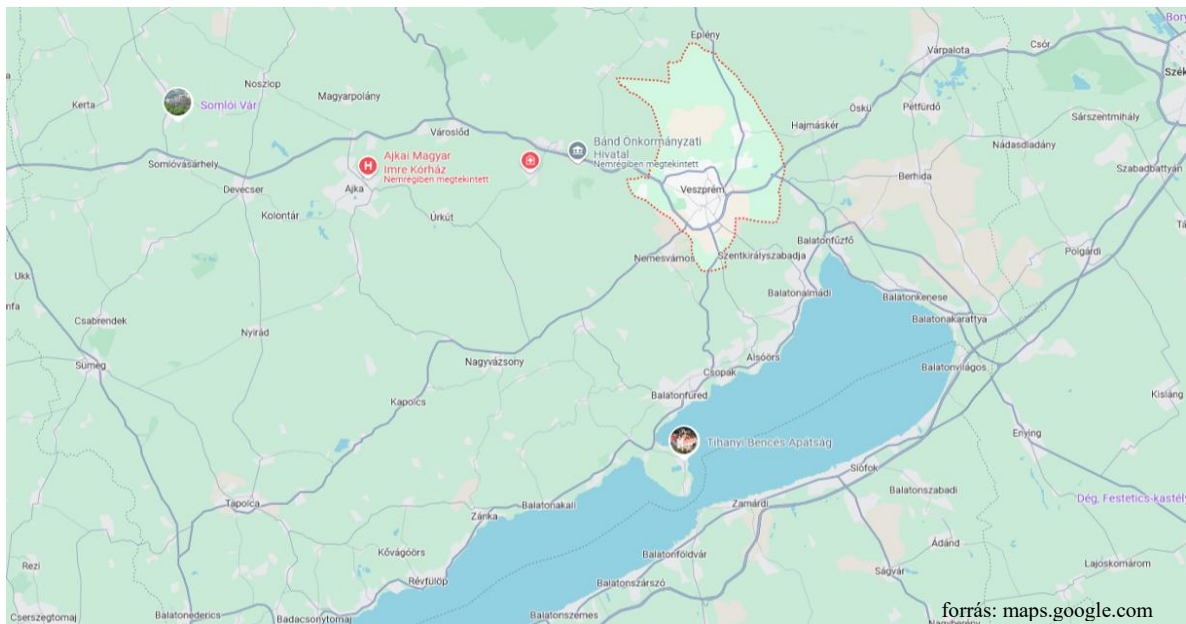 Eplény
Bory
Csór
Várpalota
Szék
Noszlop
Kerta
Somlói Vár
Magyarpolány
Öskü
Pétfürdő
Hajmáskér
Sárszentmihály
Városlőd
Bánd Önkormányzati
Hivatal
Nemrégiben megtekintett
Nádasdladány
Ajkai Magyar
Imre Kórház
Nemrégiben megtekintett
Somlóvásárhely
Szabadbattyán
Devecser
Ajka
Veszprém
Berhida
Kolontár
Úrkút
Balatonfűzfő
Polgárdi
Nemesvámos
Szentkirályszabadja
Ukk
Balatonalmádi
Balatonkenese
Csabrendek
Balatonakarattya
Nyirád
Alsóörs
Sümeg
Nagyvázsony
Csopak
Balatonvilágos
Balatonfüred
Kisláng
Kapolcs
Enying
Tihanyi Bencés Apátság
Siófok
Balatonszabadi
Dég, Festetics-kastély
Tapolca
Balatonakali
Zamárdi
Zánka
Kővágóörs
Balatonföldvár
Ádánd
Rezi
Révfülöp
Balatonszárszó
Ságvár
Lajoskomárom
Cserszegtomaj
Balatonederics
Badacsonytomaj
Balatonszemes
forrás: maps.google.com